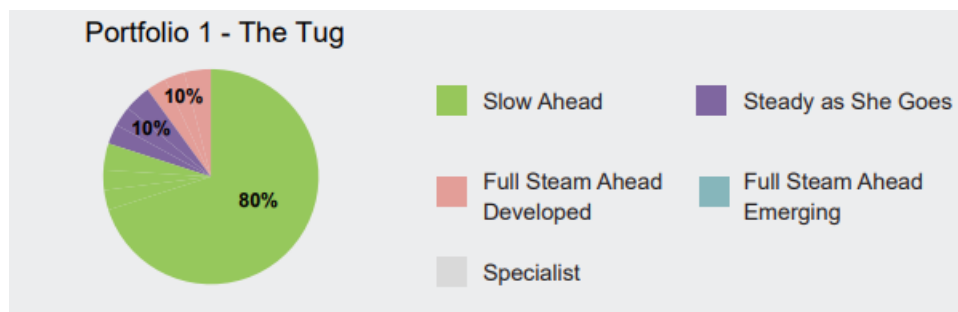 Portfolio 1 - The Tug
10%
10%
80%
Slow Ahead
Steady as She Goes
Full Steam Ahead
Developed
Full Steam Ahead
Emerging
Specialist